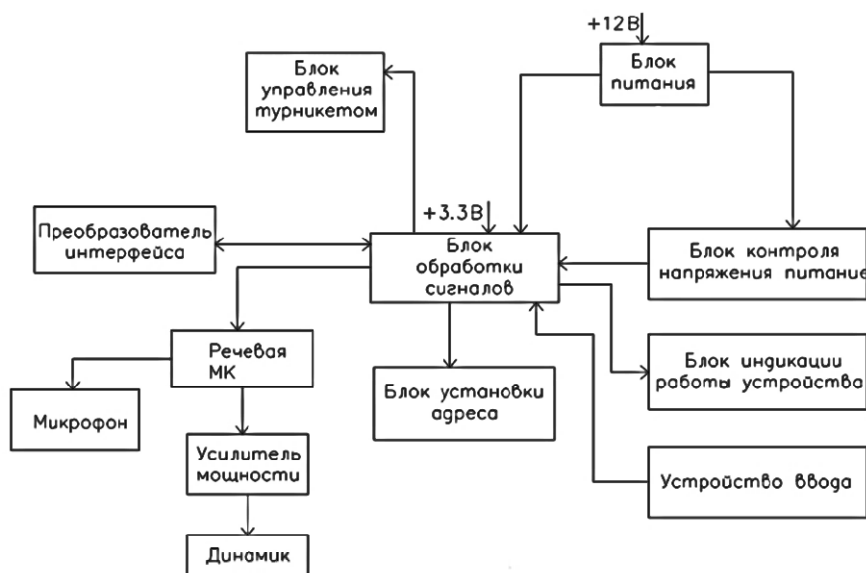 +12В
Блок
питания
Блок
управления
турникетом
+3.3В
Преобразователь
интерфейса
Блок
обработки
сигналов
Блок контроля
напряжения питание
Речевая
МК
Блок индикации
работы устройства
Блок установки
адреса
Микрофон
Усилитель
мощности
Устройство ввода
Динамик